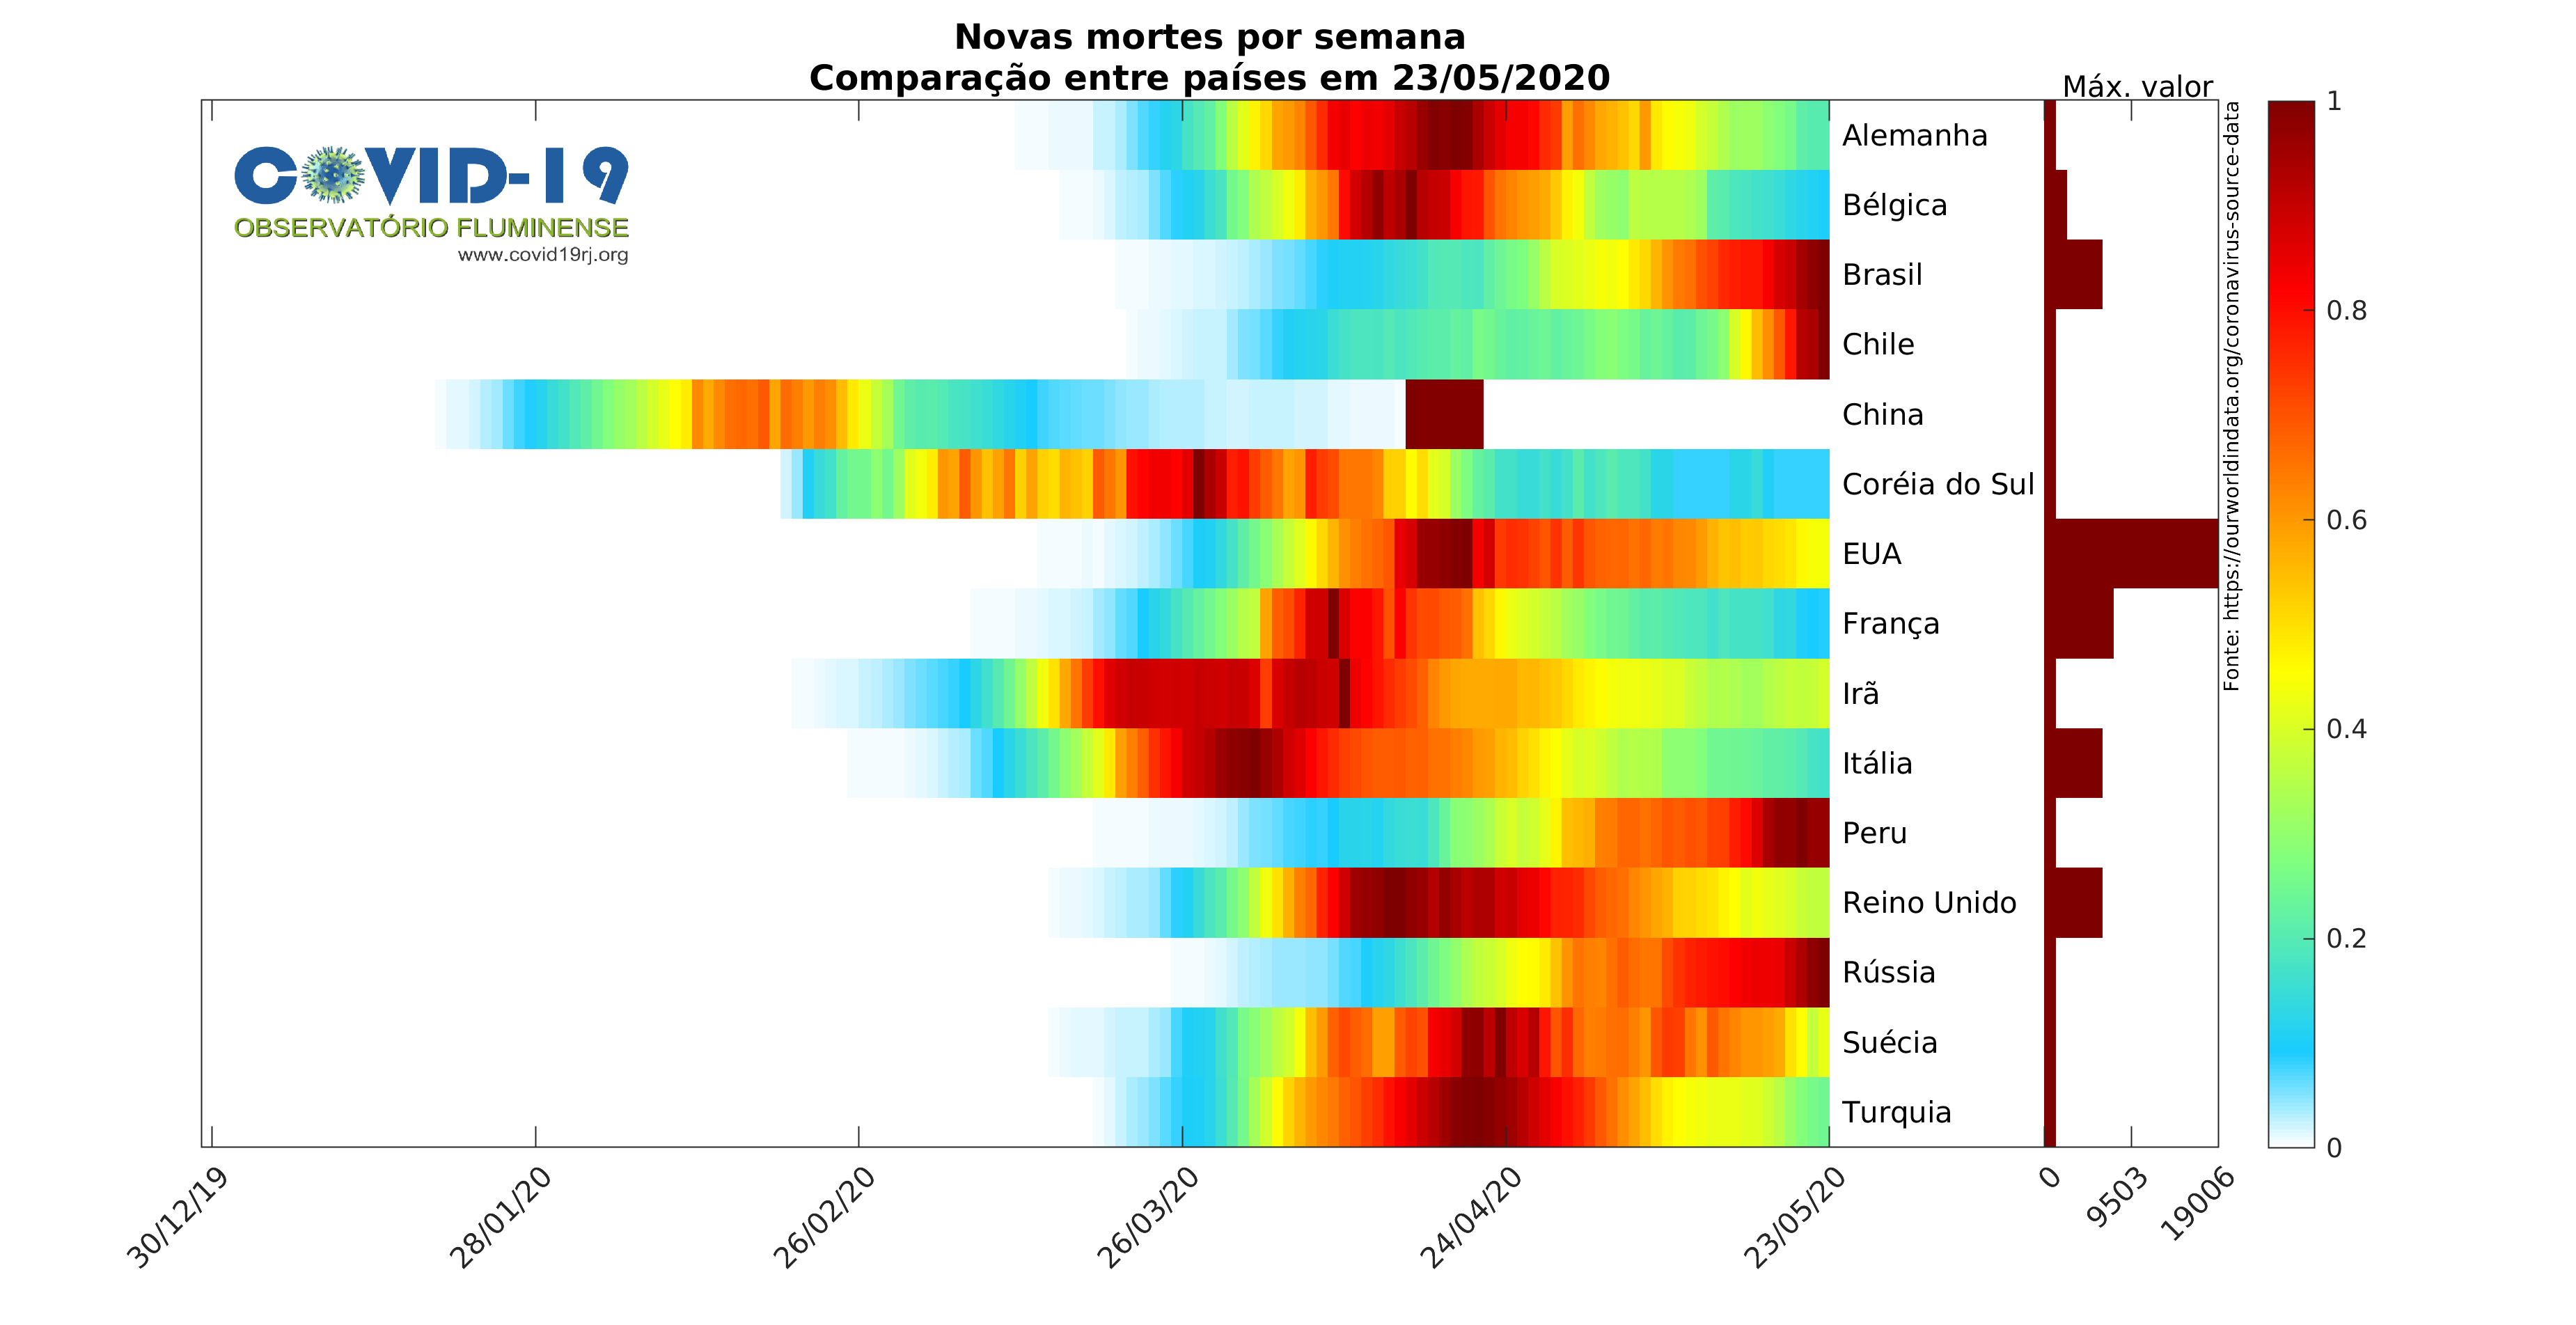 Novas mortes por semana
Comparação entre países em 23/05/2020
Máx. valor
COVID-19
OBSERVATÓRIO FLUMINENSE
www.covid19rj.org
Alemanha
Bélgica
Brasil
Chile
China
Coréia do Sul
EUA
França
Irã
Itália
Peru
Reino Unido
Rússia
Suécia
Turquia
30/12/19
28/01/20
26/02/20
26/03/20
24/04/20
23/05/20
0
9503
19006
Fonte: https://ourworldindata.org/coronavirus-source-data
1
0.8
0.6
0.4
0.2
0